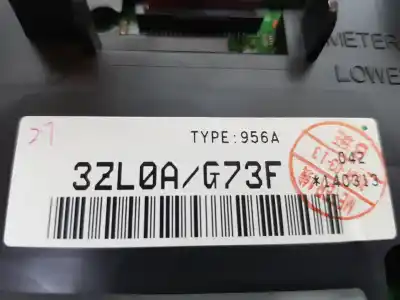 METER
LOWE
TYPE:956A
3ZL0A/G73F
042
*140313